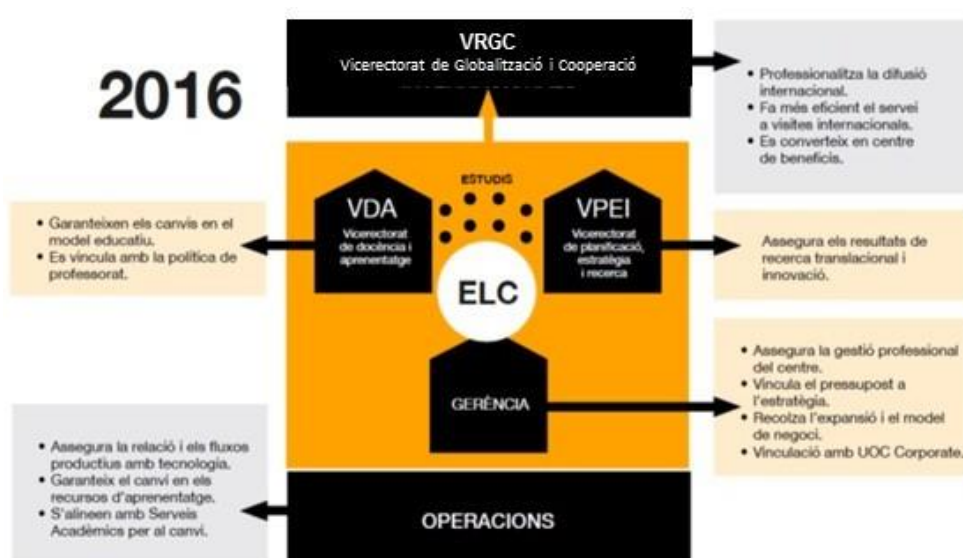 2016
VRGC
Vicerectorat de Globalització i Cooperació
• Professionalitza la difusió
internacional.
• Fa més eficient el servei
a visites internacionals.
• Es converteix en centre
de beneficis.
ESTUDIS
VDA
Vicerectorat
de docència i
aprenentatge
VPEI
Vicerectorat
de planificació,
estratègia
i recerca
ELC
• Garanteixen els canvis en el
model educatiu.
• Es vincula amb la política de
professorat.
Assegura els resultats de
recerca translacional i
innovació.
GERÈNCIA
• Assegura la gestió professional
del centre.
• Vincula el pressupost a
l'estratègia.
• Recolza l'expansió i el model
de negoci.
• Vinculació amb UOC Corporate.
• Assegura la relació i els fluxos
productius amb tecnologia.
• Garanteix el canvi en els
recursos d'aprenentatge.
• S'alineen amb Serveis
Acadèmics per al canvi.
OPERACIONS